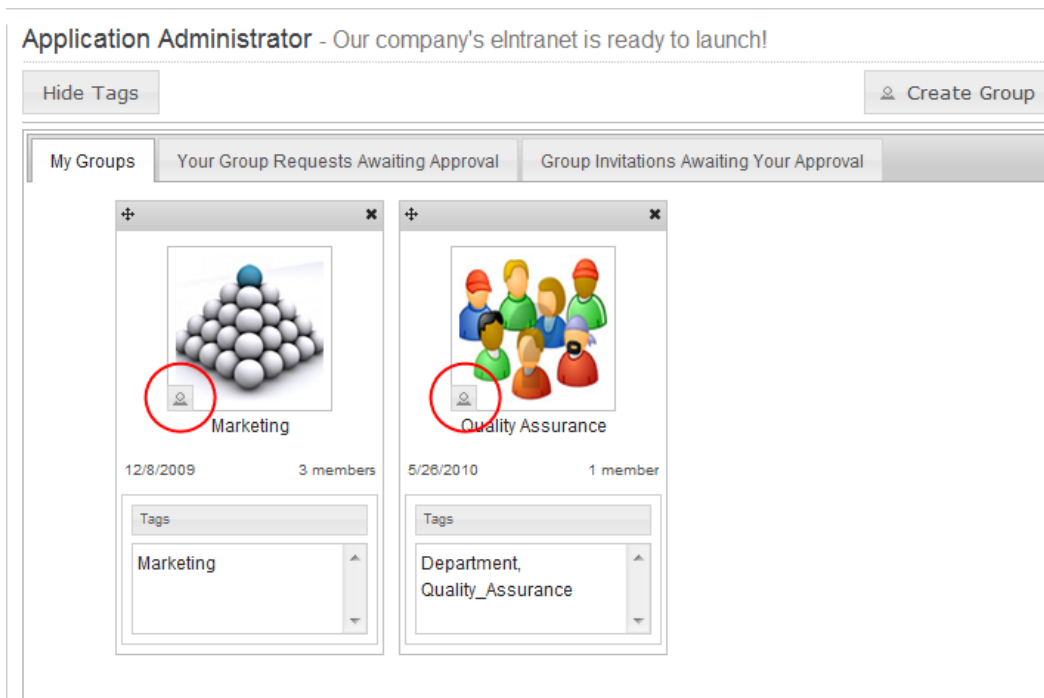 Application Administrator - Our company's eIntranet is ready to launch!
Hide Tags
Create Group
My Groups
Your Group Requests Awaiting Approval
Group Invitations Awaiting Your Approval
Marketing
12/8/2009
3 members
Tags
Marketing
Quality Assurance
5/26/2010
1 member
Tags
Department,
Quality_Assurance